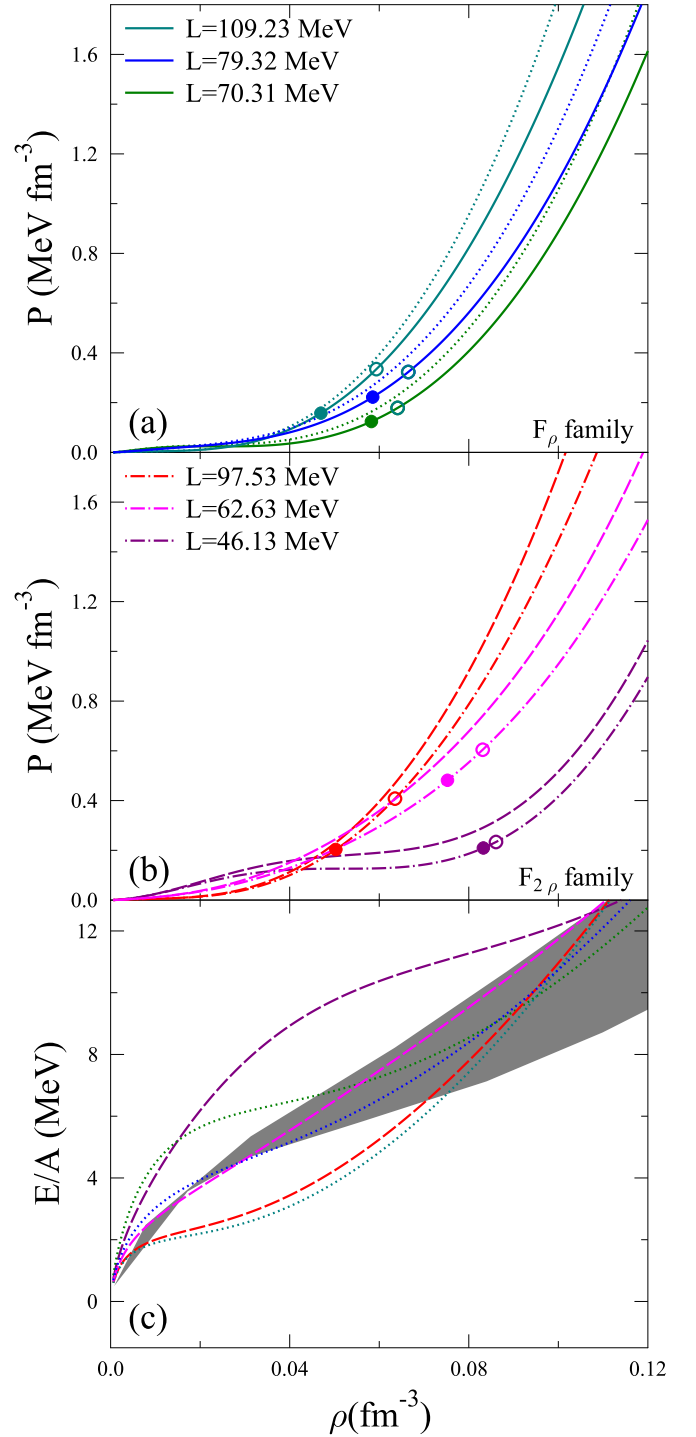 1.6
L=109.23 MeV
L=79.32 MeV
L=70.31 MeV
1.2
P (MeV fm⁻³)
0.8
0.4
(a)
F_ρ family
0.0
L=97.53 MeV
L=62.63 MeV
L=46.13 MeV
1.6
1.2
P (MeV fm⁻³)
0.8
0.4
(b)
F_{2 ρ} family
0.0
12
8
E/A (MeV)
4
0
(c)
0.0 0.04 0.08 0.12
ρ(fm⁻³)